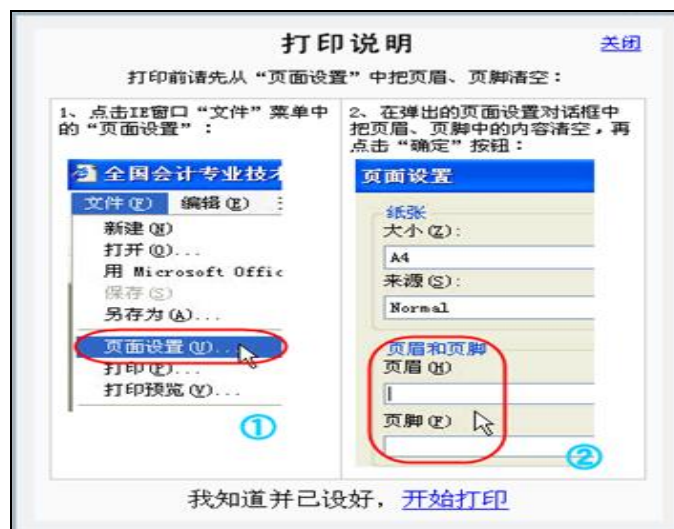 打印说明
关闭
打印前请先从“页面设置”中把页眉、页脚清空：
1、点击IE窗口“文件”菜单中
的“页面设置”：
全国会计专业技
文件(F) 编辑(E)
新建(N)
打开(O)...
用 Microsoft Offic
保存(S)
另存为(A)...
页面设置(U)...
打印(P)...
打印预览(V)...
①
2、在弹出的页面设置对话框中
把页眉、页脚中的内容清空，再
点击“确定”按钮：
页面设置
纸张
大小(Z):
A4
来源(S):
Normal
页眉和页脚
页眉(H)
页脚(F)
②
我知道并已设好，开始打印